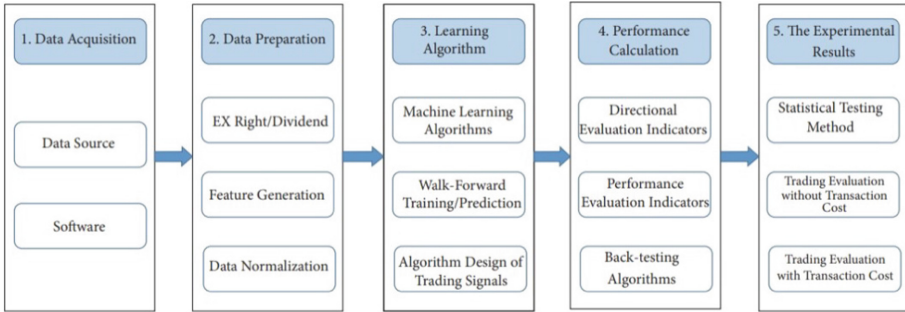 1. Data Acquisition
Data Source
Software
2. Data Preparation
EX Right/Dividend
Feature Generation
Data Normalization
3. Learning
Algorithm
Machine Learning
Algorithms
Walk-Forward
Training/Prediction
Algorithm Design of
Trading Signals
4. Performance
Calculation
Directional
Evaluation Indicators
Performance
Evaluation Indicators
Back-testing
Algorithms
5. The Experimental
Results
Statistical Testing
Method
Trading Evaluation
without Transaction
Cost
Trading Evaluation
with Transaction Cost